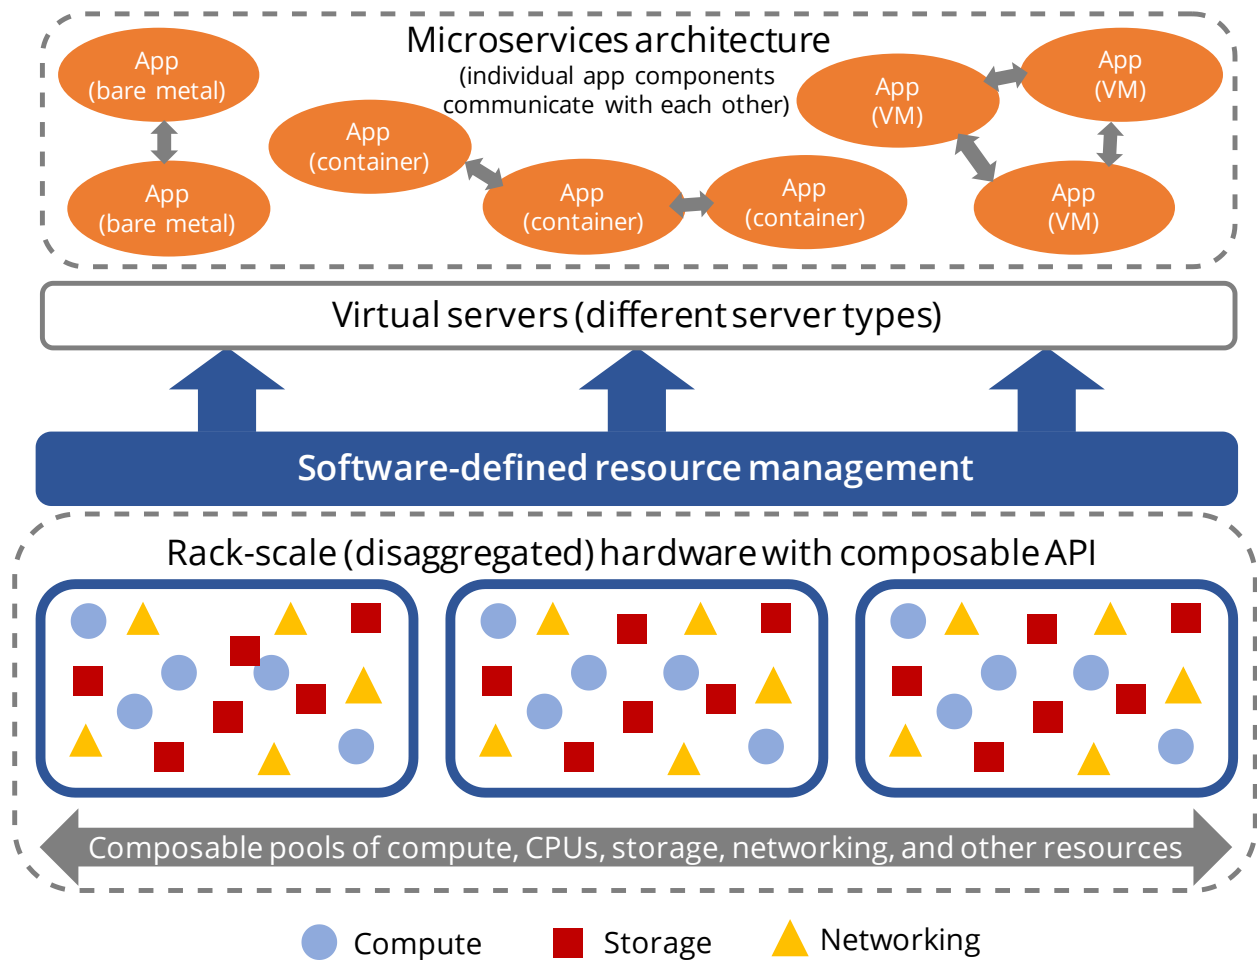 Microservices architecture
(individual app components
communicate with each other)
App
(bare metal)
App
(bare metal)
App
(container)
App
(container)
App
(container)
App
(VM)
App
(VM)
App
(VM)
Virtual servers (different server types)
Software-defined resource management
Rack-scale (disaggregated) hardware with composable API
Composable pools of compute, CPUs, storage, networking, and other resources
Compute
Storage
Networking